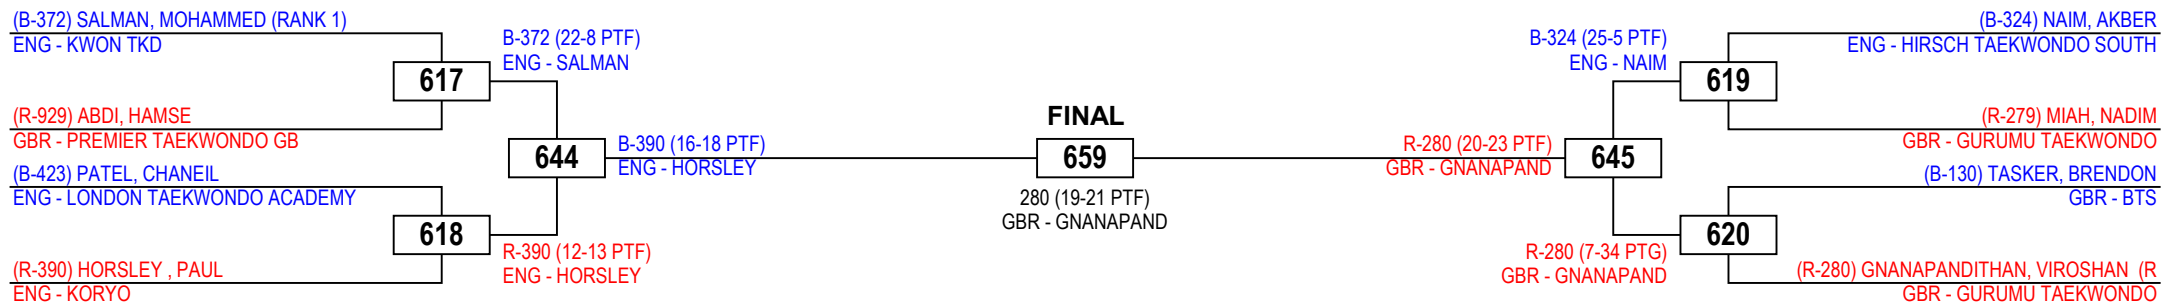 (B-372) SALMAN, MOHAMMED (RANK 1)
ENG - KWON TKD
617
(R-929) ABDI, HAMSE
GBR - PREMIER TAEKWONDO GB
B-372 (22-8 PTF)
ENG - SALMAN
(B-423) PATEL, CHANEIL
ENG - LONDON TAEKWONDO ACADEMY
618
(R-390) HORSLEY , PAUL
ENG - KORYO
R-390 (12-13 PTF)
ENG - HORSLEY
644
B-390 (16-18 PTF)
ENG - HORSLEY
FINAL
659
280 (19-21 PTF)
GBR - GNANAPAND
R-280 (20-23 PTF)
GBR - GNANAPAND
645
B-324 (25-5 PTF)
ENG - NAIM
(B-324) NAIM, AKBER
ENG - HIRSCH TAEKWONDO SOUTH
619
(R-279) MIAH, NADIM
GBR - GURUMU TAEKWONDO
R-280 (7-34 PTG)
GBR - GNANAPAND
(B-130) TASKER, BRENDON
GBR - BTS
620
(R-280) GNANAPANDITHAN, VIROSHAN (R
GBR - GURUMU TAEKWONDO